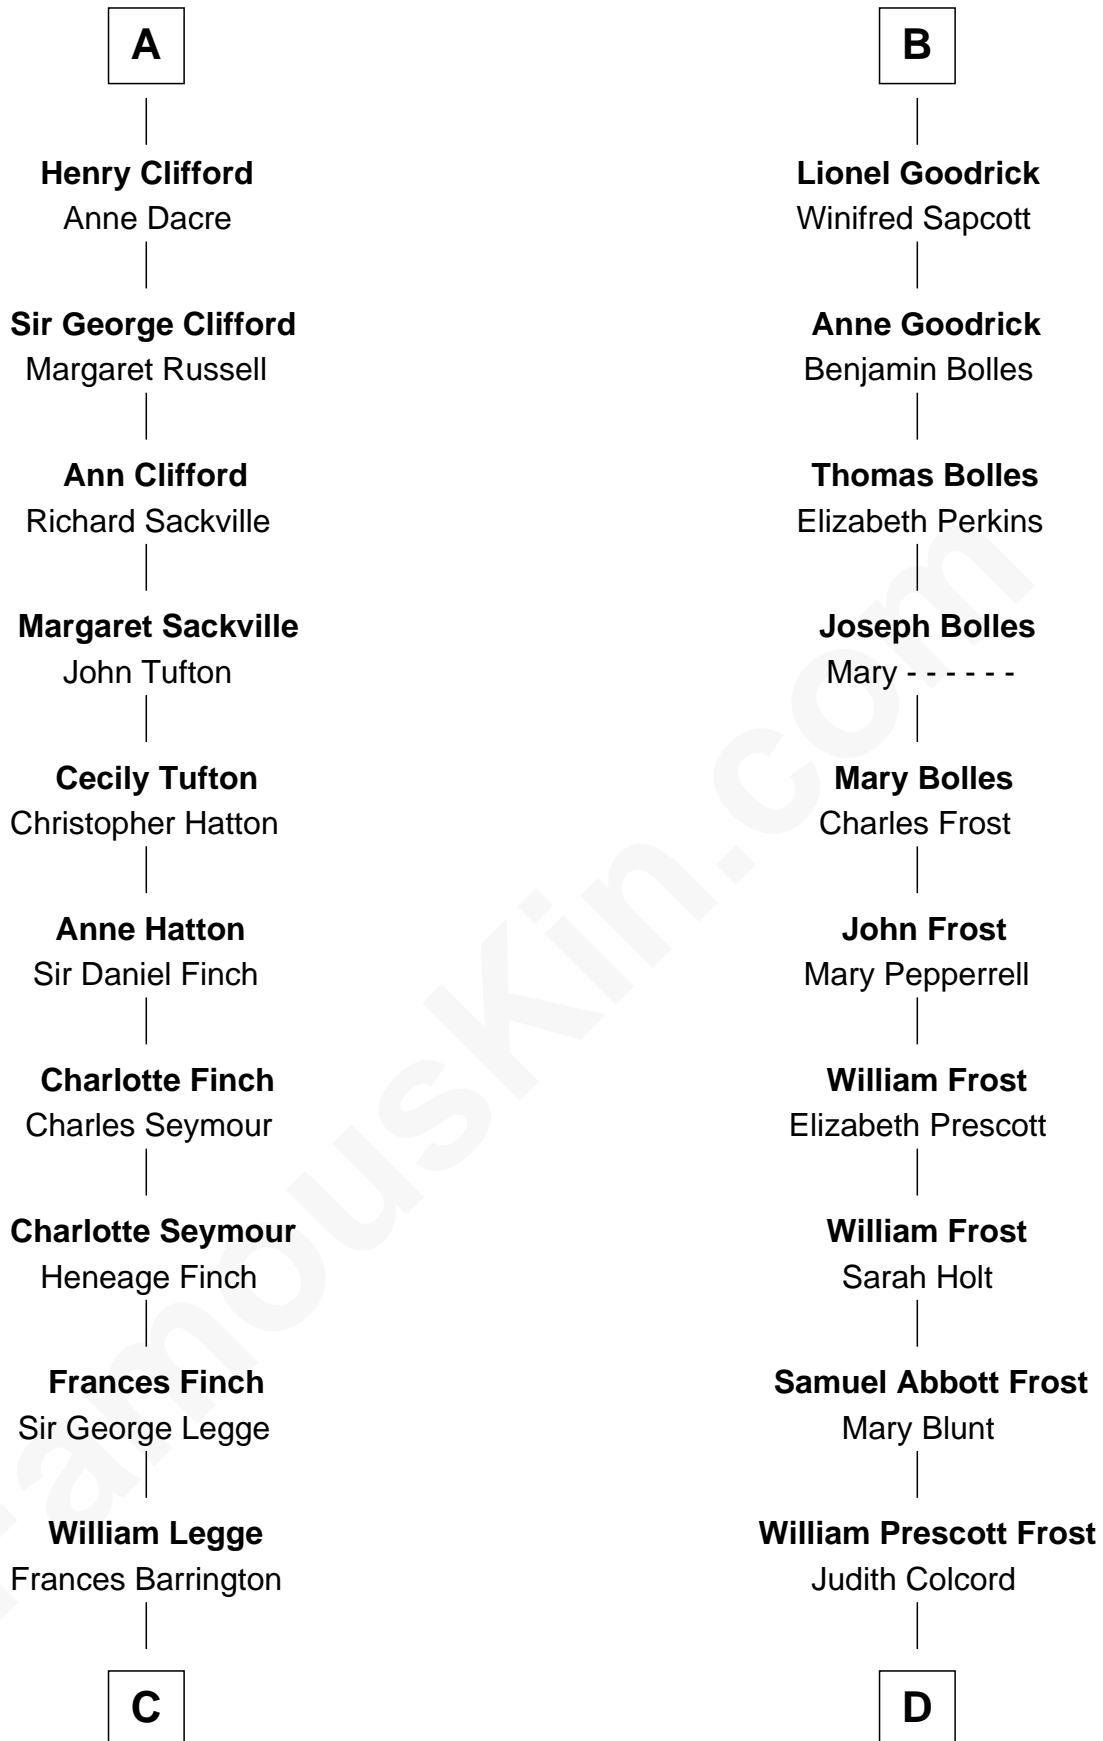 A
Henry Clifford
Anne Dacre
Sir George Clifford
Margaret Russell
Ann Clifford
Richard Sackville
Margaret Sackville
John Tufton
Cecily Tufton
Christopher Hatton
Anne Hatton
Sir Daniel Finch
Charlotte Finch
Charles Seymour
Charlotte Seymour
Heneage Finch
Frances Finch
Sir George Legge
William Legge
Frances Barrington
C
B
Lionel Goodrick
Winifred Sapcott
Anne Goodrick
Benjamin Bolles
Thomas Bolles
Elizabeth Perkins
Joseph Bolles
Mary - - - - - -
Mary Bolles
Charles Frost
John Frost
Mary Pepperrell
William Frost
Elizabeth Prescott
William Frost
Sarah Holt
Samuel Abbott Frost
Mary Blunt
William Prescott Frost
Judith Colcord
D
FamousKin.com